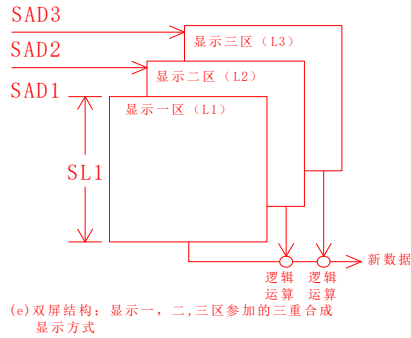 SAD3
显示三区（L3）
SAD2
显示二区（L2）
SAD1
显示一区（L1）
SL1
新数据
逻辑
运算
逻辑
运算
(e)双屏结构；显示一，二,三区参加的三重合成
显示方式